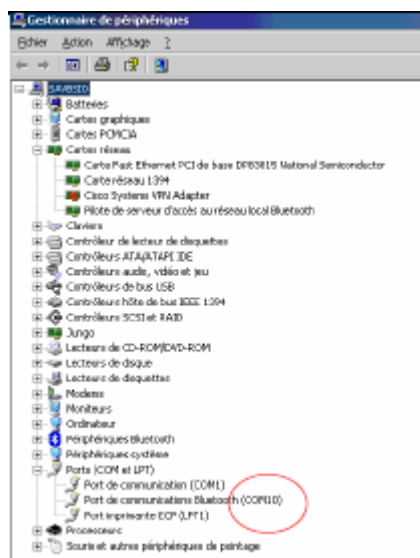 Gestionnaire de périphériques
Fichier Action Affichage ?
SAVBSIO
Batteries
Cartes graphiques
Cartes PCMCIA
Cartes réseau
Carte Fast Ethernet PCI de base DP83815 National Semiconductor
Carte réseau 1394
Cisco Systems VPN Adapter
Pilote de serveur d'accès au réseau local Bluetooth
Claviers
Contrôleur de lecteur de disquettes
Contrôleurs ATA/ATAPI IDE
Contrôleurs audio, vidéo et jeu
Contrôleurs de bus USB
Contrôleurs hôte de bus IEEE 1394
Contrôleurs SCSI et RAID
Jungo
Lecteurs de CD-ROM/DVD-ROM
Lecteurs de disque
Lecteurs de disquettes
Modems
Moniteurs
Ordinateur
Périphériques Bluetooth
Périphériques système
Ports (COM et LPT)
Port de communication (COM1)
Port de communications Bluetooth (COM10)
Port imprimante ECP (LPT1)
Processeurs
Souris et autres périphériques de pointage